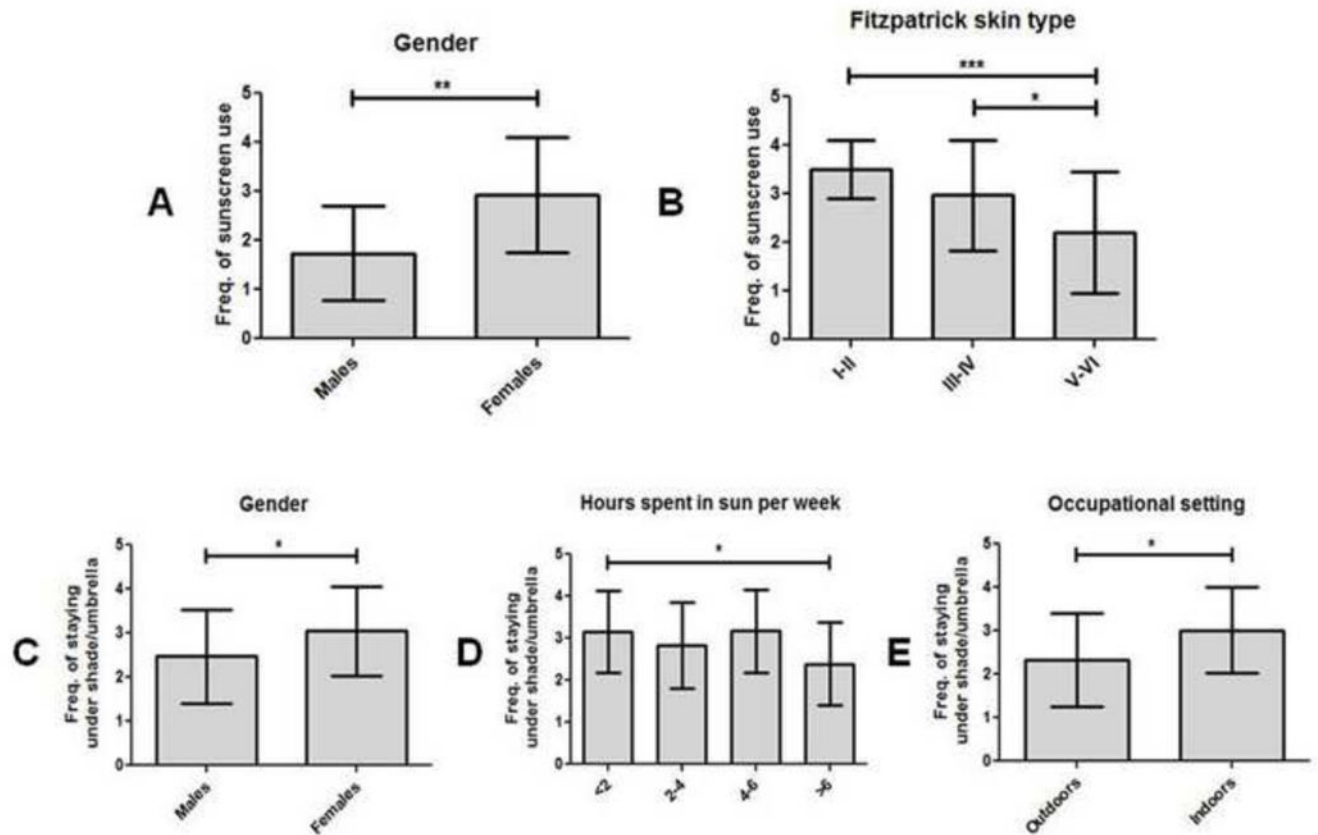 Gender
**
Freq. of sunscreen use
5
4
3
2
1
0
Males
Females
A
Fitzpatrick skin type
***
*
Freq. of sunscreen use
5
4
3
2
1
0
I-II
III-IV
V-VI
B
Gender
*
Freq. of staying
under shade/umbrella
5
4
3
2
1
0
Males
Females
C
Hours spent in sun per week
*
Freq. of staying
under shade/umbrella
5
4
3
2
1
0
<2
2-4
4-6
>6
D
Occupational setting
*
Freq. of staying
under shade/umbrella
5
4
3
2
1
0
Outdoors
Indoors
E